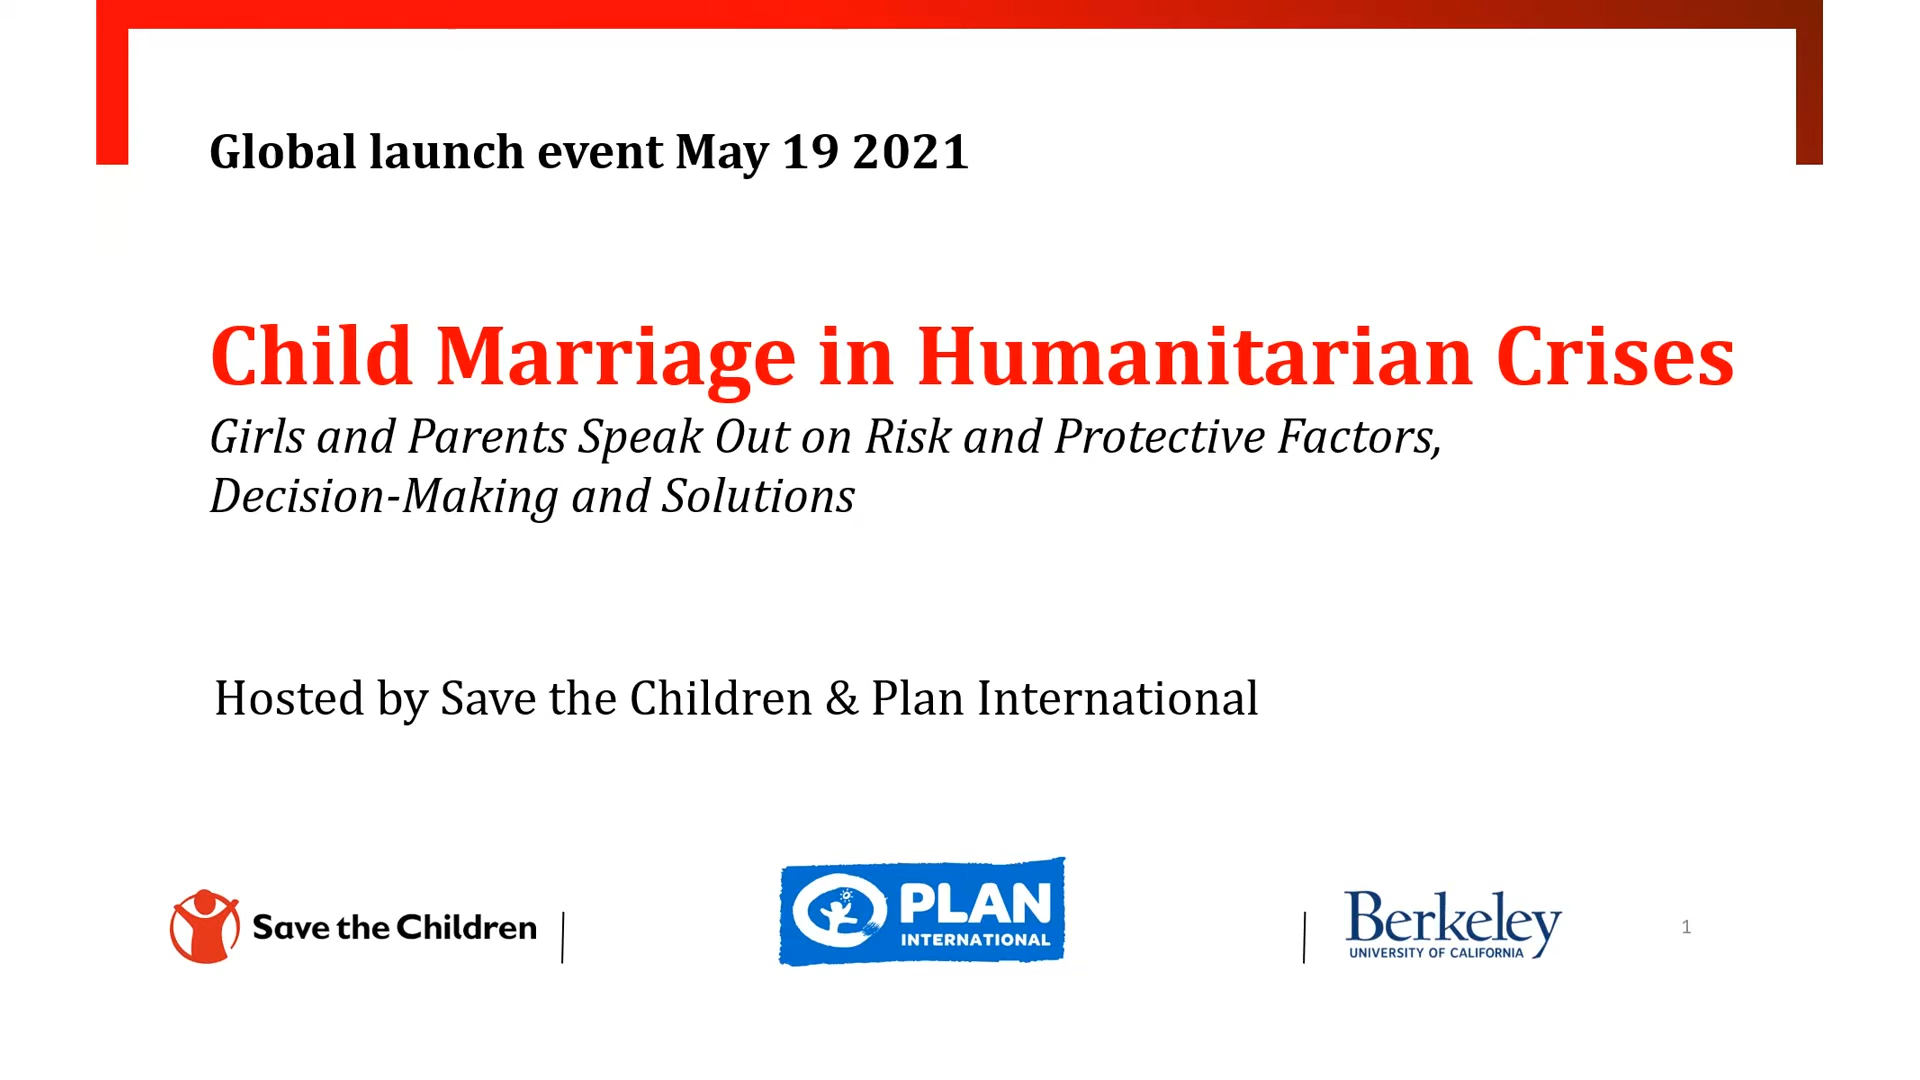 Global launch event May 19 2021
Child Marriage in Humanitarian Crises
Girls and Parents Speak Out on Risk and Protective Factors,
Decision-Making and Solutions
Hosted by Save the Children & Plan International
Save the Children
PLAN
INTERNATIONAL
Berkeley
UNIVERSITY OF CALIFORNIA
1